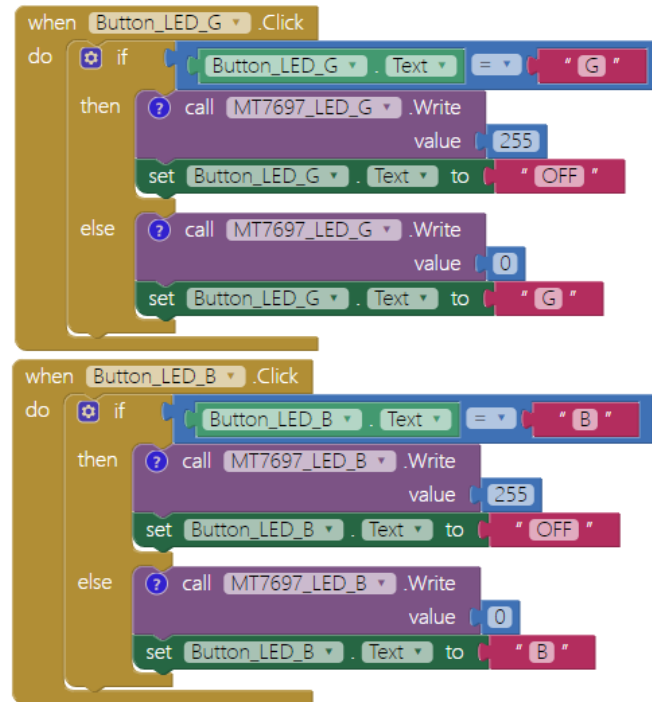 when Button_LED_G .Click
do if Button_LED_G . Text = " G "
then call MT7697_LED_G .Write
value 255
set Button_LED_G . Text to " OFF "
else call MT7697_LED_G .Write
value 0
set Button_LED_G . Text to " G "
when Button_LED_B .Click
do if Button_LED_B . Text = " B "
then call MT7697_LED_B .Write
value 255
set Button_LED_B . Text to " OFF "
else call MT7697_LED_B .Write
value 0
set Button_LED_B . Text to " B "